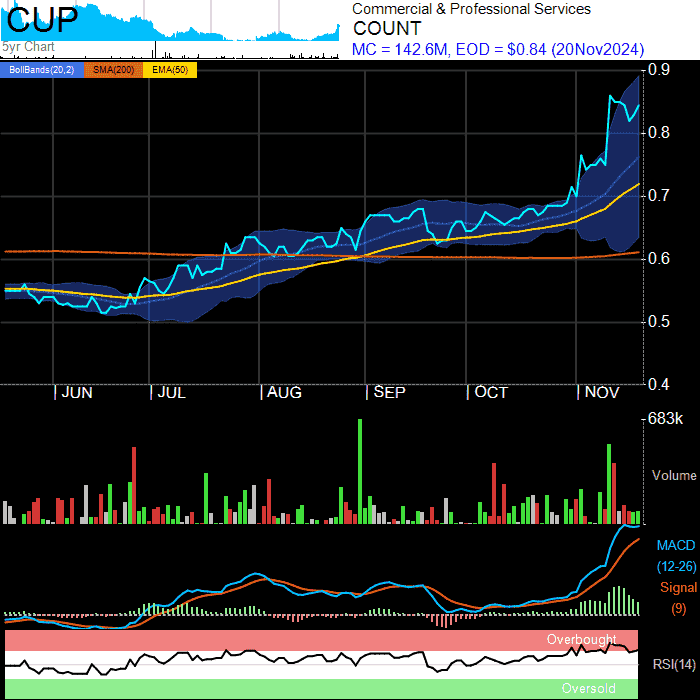 CUP
Commercial & Professional Services
COUNT
5yr Chart
MC = 142.6M, EOD = $0.84 (20Nov2024)
BollBands(20,2) SMA(200) EMA(50)
0.9
0.8
0.7
0.6
0.5
0.4
JUN JUL AUG SEP OCT NOV
683k
Volume
MACD
(12-26)
Signal
(9)
Overbought
RSI(14)
Oversold